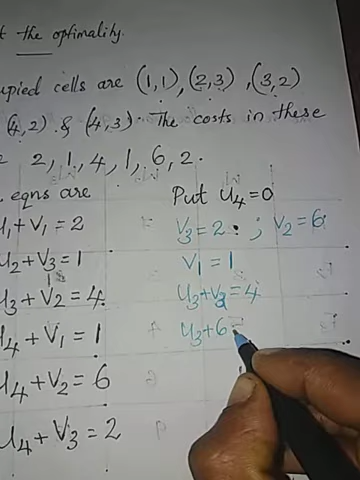 t the optimality.
upied cells are (1,1), (2,3), (3,2)
(4,2) & (4,3). The costs in these
2, 1, 4, 1, 6, 2.
eqns are
Put U4=0
U1+V1=2
V3=2 ; V2=6
U2+V3=1
V1=1
U3+V2=4
U3+V2=4
U4+V1=1
U3+6
U4+V2=6
U4+V3=2